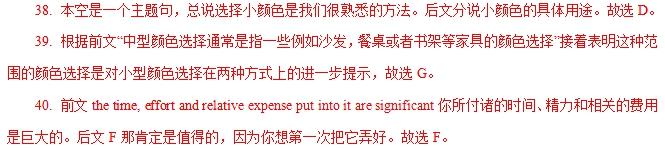 38. 本空是一个主题句，总说选择小颜色是我们很熟悉的方法。后文分说小颜色的具体用途。故选 D。
39. 根据前文“中型颜色选择通常是指一些例如沙发，餐桌或者书架等家具的颜色选择”接着表明这种范
围的颜色选择是对小型颜色选择在两种方式上的进一步提示，故选 G。
40. 前文 the time, effort and relative expense put into it are significant 你所付诸的时间、精力和相关的费用
是巨大的。后文 F 那肯定是值得的，因为你想第一次把它弄好。故选 F。